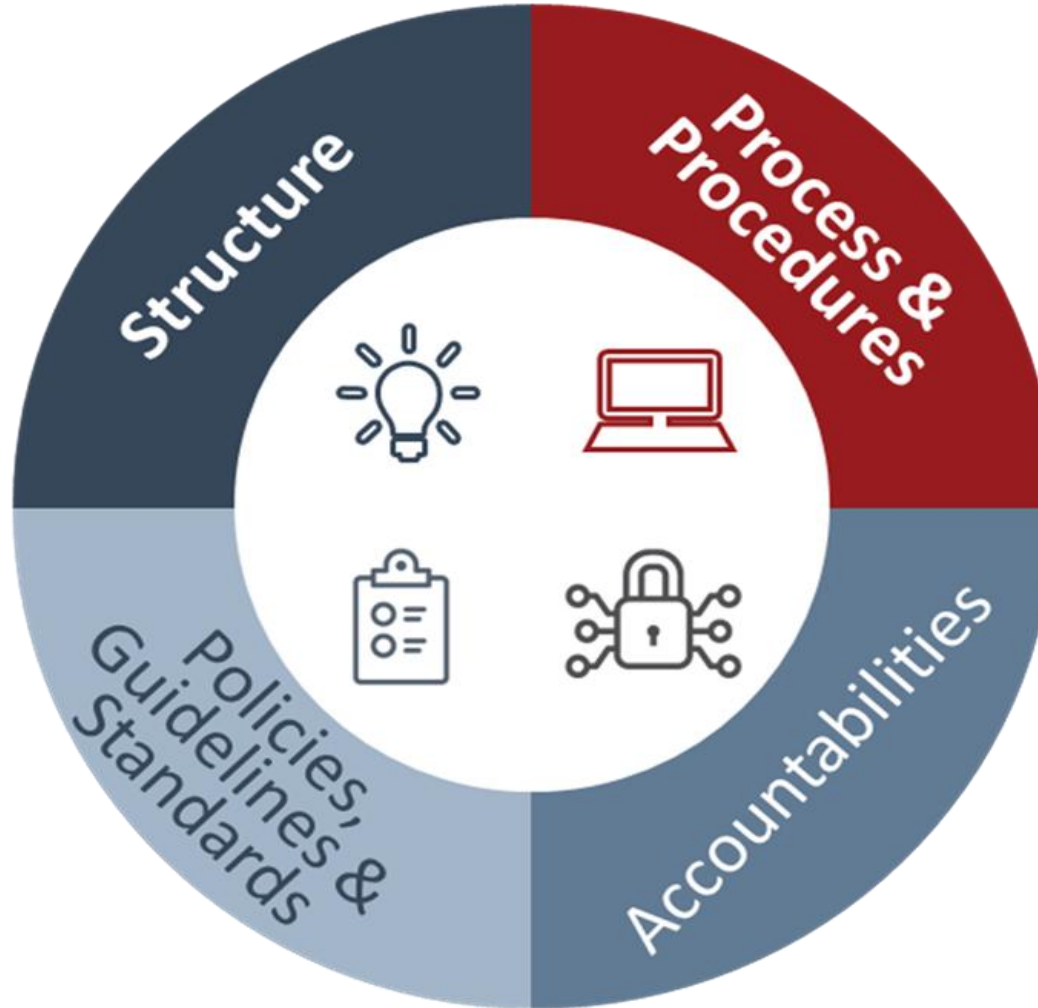 Structure
Process &
Procedures
Policies,
Guidelines &
Standards
Accountabilities